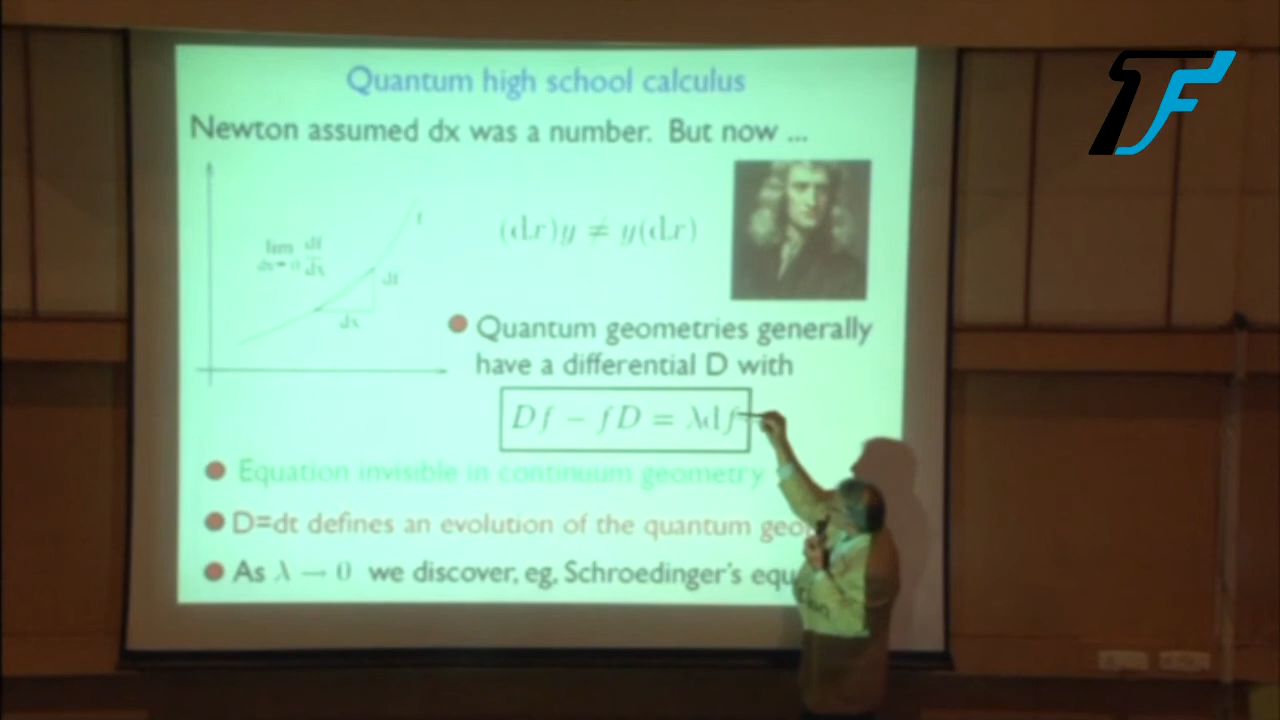 Quantum high school calculus
Newton assumed dx was a number. But now ...
f
lim df/dx
dx→0
df
dx
(dx)y ≠ y(dx)
Quantum geometries generally
have a differential D with
Df − fD = λdf
Equation invisible in continuum geometry
D=dt defines an evolution of the quantum
As λ → 0 we discover, eg, Schroedinger's
TF